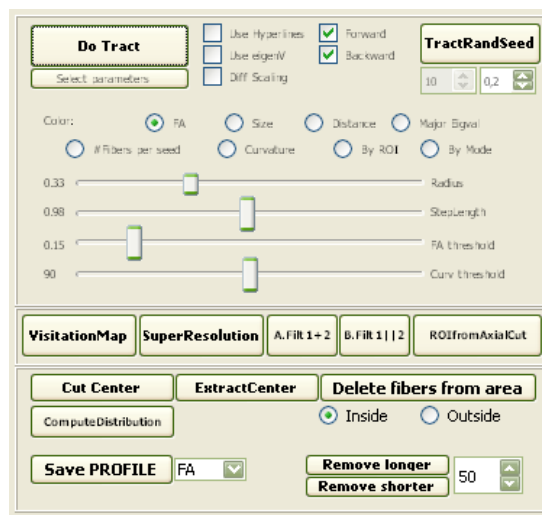 Do Tract
Use Hyperlines
Forward
TractRandSeed
Use eigenV
Backward
Select parameters
Diff Scaling
10
0,2
Color:
FA
Size
Distance
Major Eigval
#Fibers per seed
Curvature
By ROI
By Mode
0.33
Radius
0.98
StepLength
0.15
FA threshold
90
Curv threshold
VisitationMap
SuperResolution
A.Filt 1+2
B.Filt 1||2
ROIfromAxialCut
Cut Center
ExtractCenter
Delete fibers from area
ComputeDistribution
Inside
Outside
Save PROFILE
FA
Remove longer
50
Remove shorter